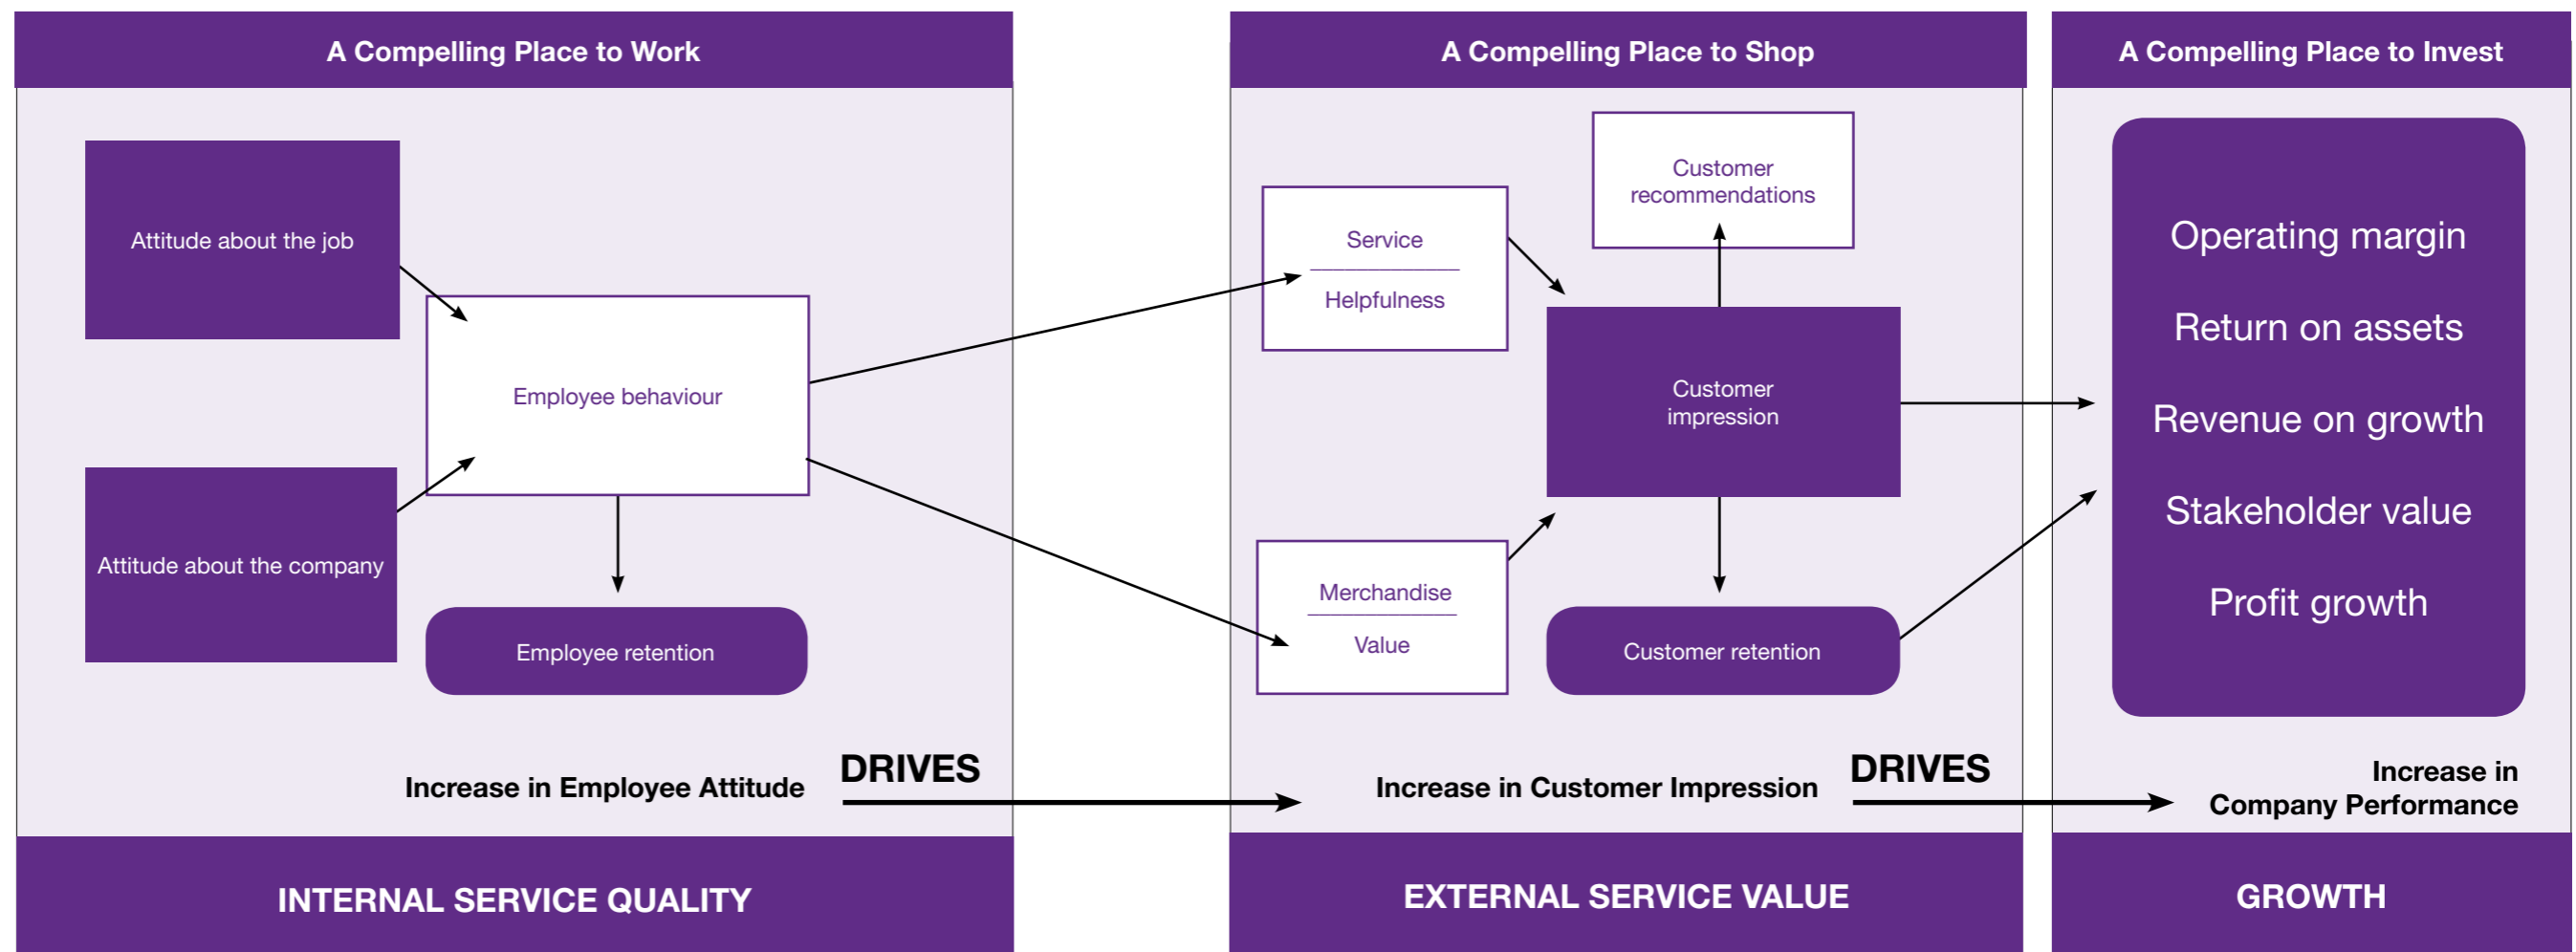 A Compelling Place to Work
Attitude about the job
Employee behaviour
Attitude about the company
Employee retention
Increase in Employee Attitude
DRIVES
INTERNAL SERVICE QUALITY
A Compelling Place to Shop
Customer
recommendations
Service
Helpfulness
Customer
impression
Merchandise
Value
Customer retention
Increase in Customer Impression
DRIVES
EXTERNAL SERVICE VALUE
A Compelling Place to Invest
Operating margin
Return on assets
Revenue on growth
Stakeholder value
Profit growth
Increase in
Company Performance
GROWTH